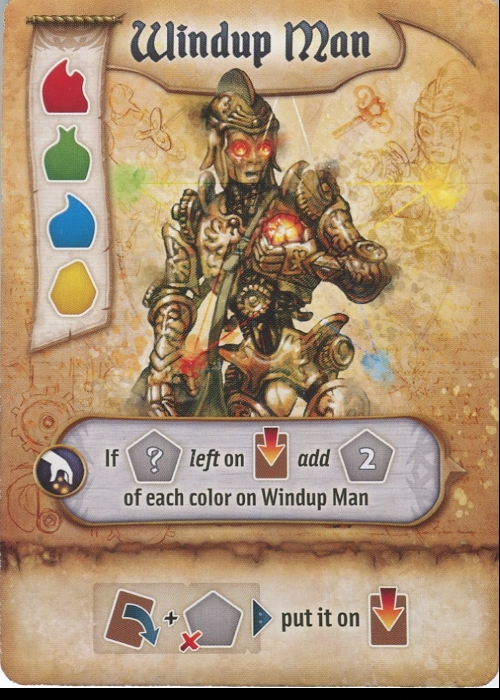 Windup Man
If ? left on add 2
of each color on Windup Man
+ put it on